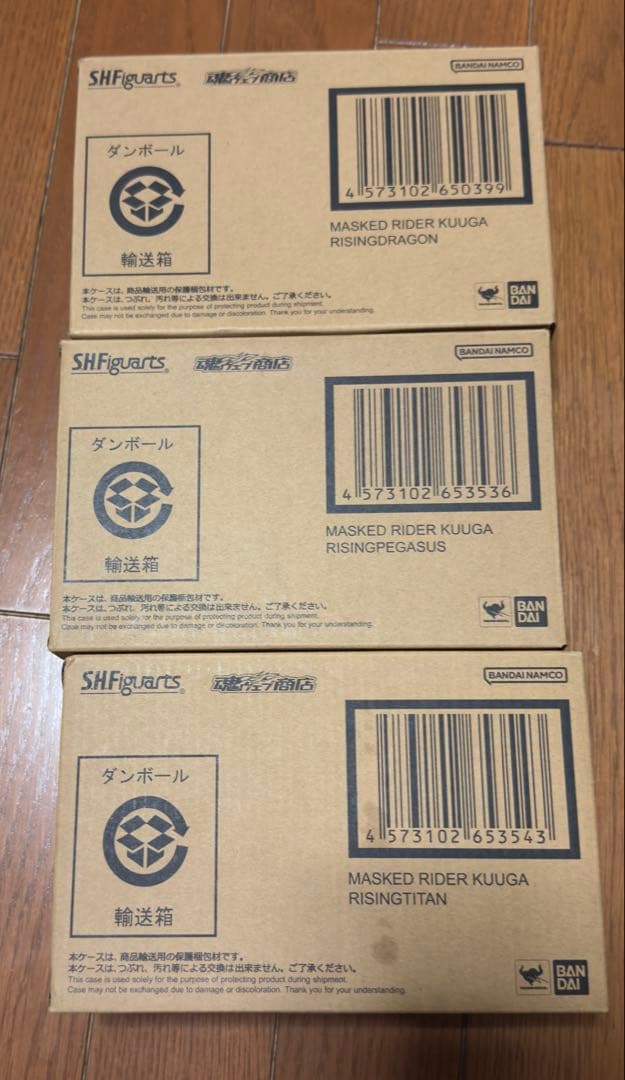 S.H.Figuarts
魂ウェブ商店
BANDAI NAMCO
ダンボール
輸送箱
4 573102 650399
MASKED RIDER KUUGA
RISINGDRAGON
本ケースは、商品輸送用の保護梱包材です。
本ケースは、つぶれ、汚れ等による交換は出来ません。ご了承ください。
This case is used solely for the purpose of protecting product during shipment.
Case may not be exchanged due to damage or discoloration. Thank you for your understanding.
BAN
DAI
S.H.Figuarts
魂ウェブ商店
BANDAI NAMCO
ダンボール
輸送箱
4 573102 653536
MASKED RIDER KUUGA
RISINGPEGASUS
本ケースは、商品輸送用の保護梱包材です。
本ケースは、つぶれ、汚れ等による交換は出来ません。ご了承ください。
This case is used solely for the purpose of protecting product during shipment.
Case may not be exchanged due to damage or discoloration. Thank you for your understanding.
BAN
DAI
S.H.Figuarts
魂ウェブ商店
BANDAI NAMCO
ダンボール
輸送箱
4 573102 653543
MASKED RIDER KUUGA
RISINGTITAN
本ケースは、商品輸送用の保護梱包材です。
本ケースは、つぶれ、汚れ等による交換は出来ません。ご了承ください。
This case is used solely for the purpose of protecting product during shipment.
Case may not be exchanged due to damage or discoloration. Thank you for your understanding.
BAN
DAI